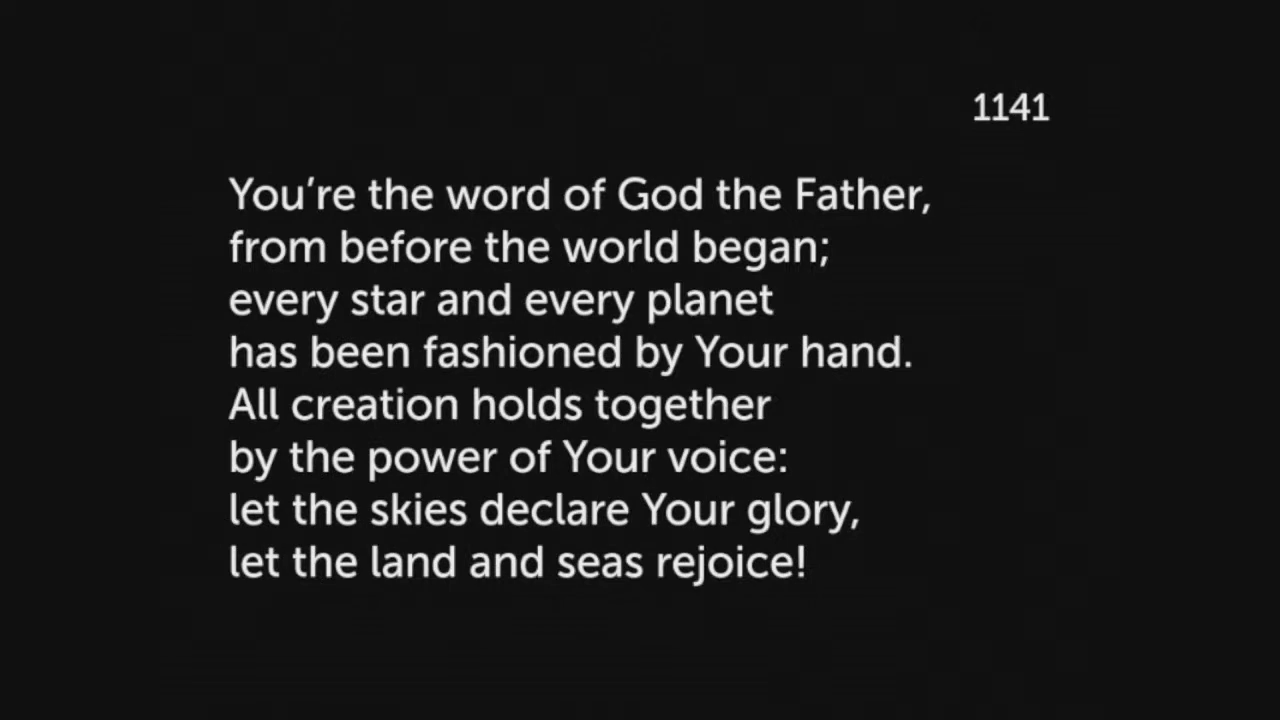 1141
You're the word of God the Father,
from before the world began;
every star and every planet
has been fashioned by Your hand.
All creation holds together
by the power of Your voice:
let the skies declare Your glory,
let the land and seas rejoice!